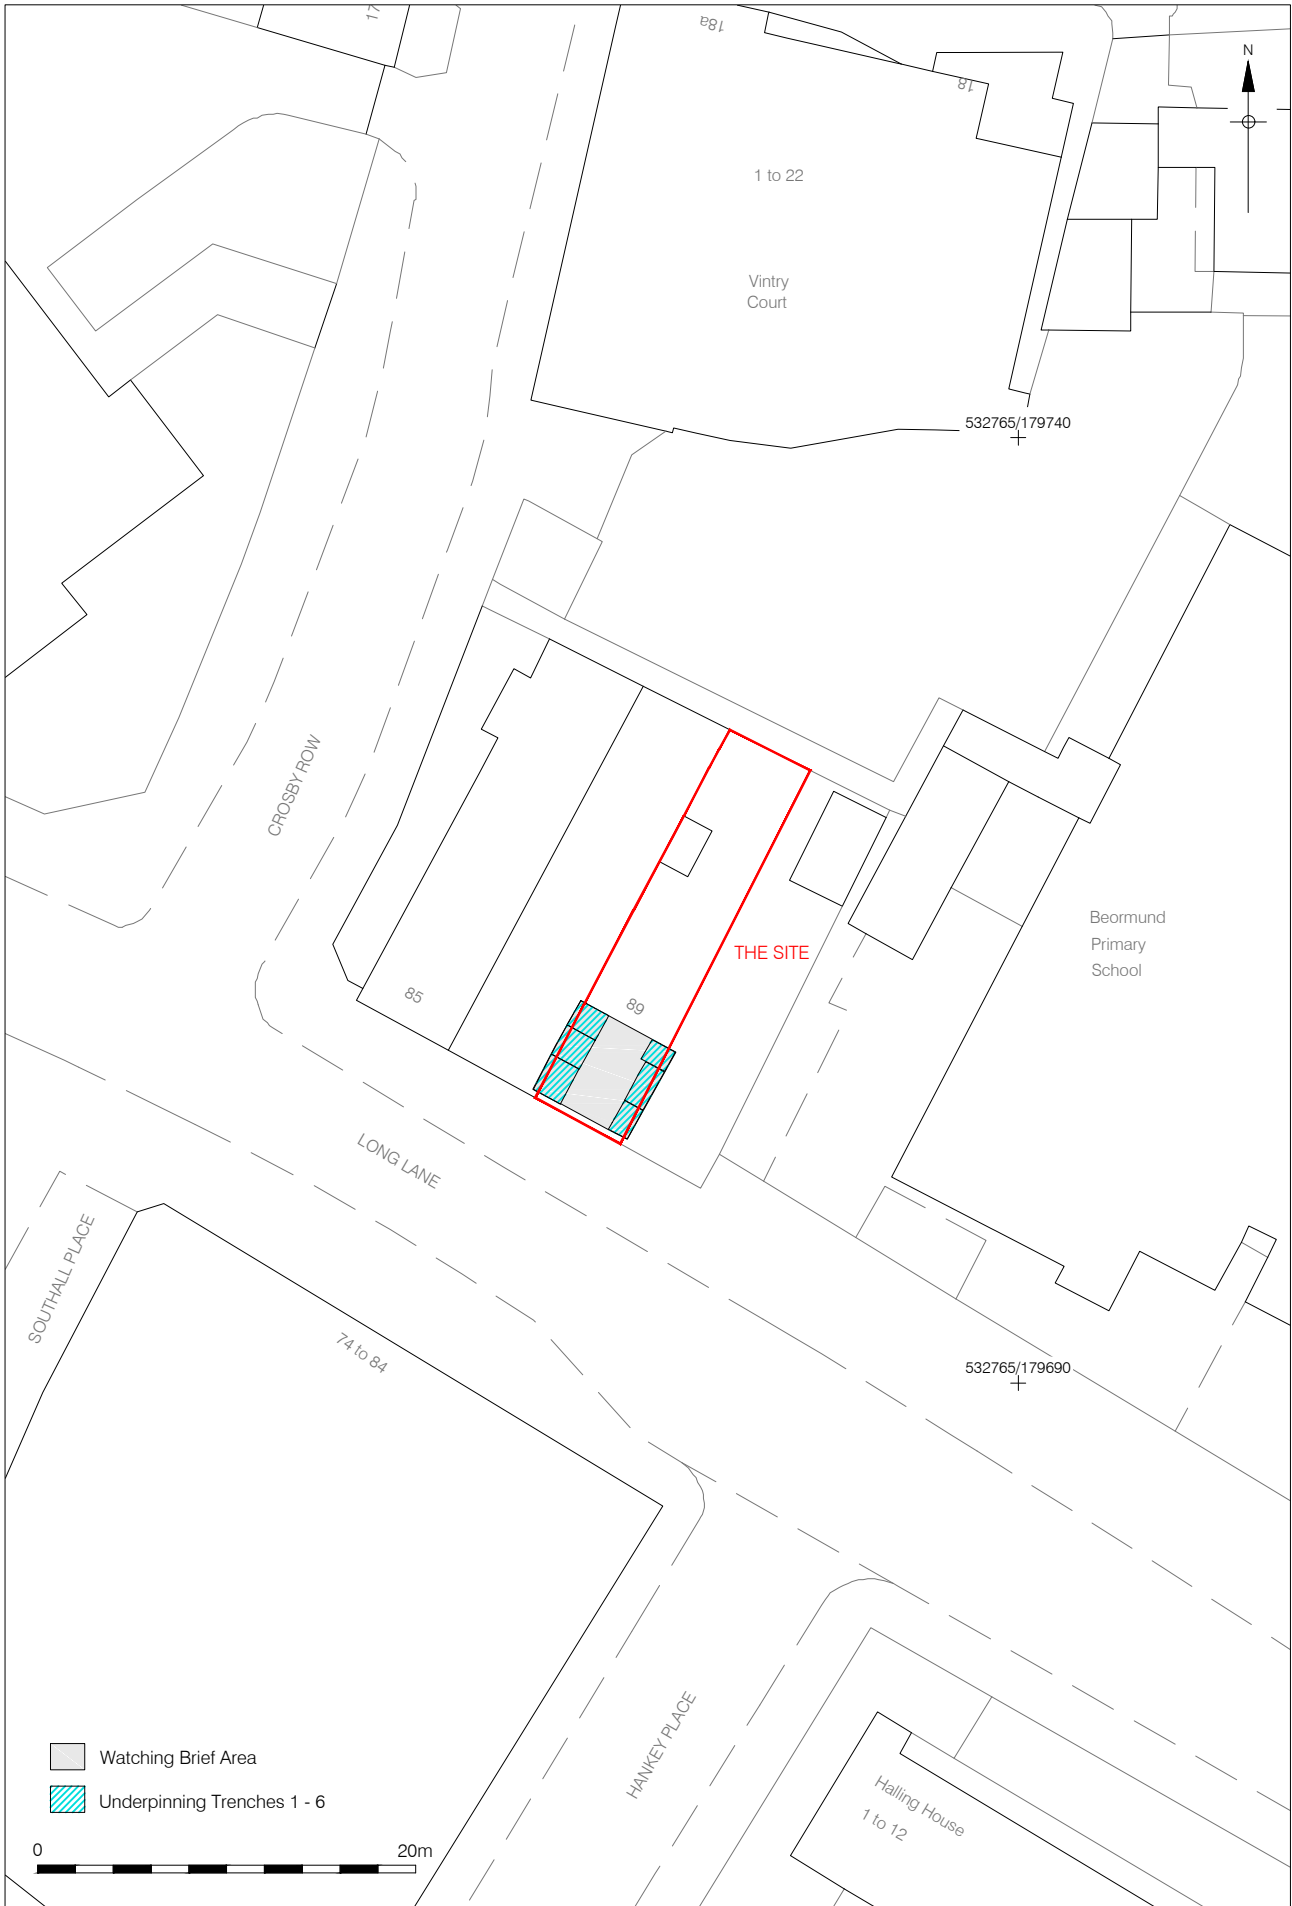 17
18a
18
N
1 to 22
Vintry
Court
532765/179740
CROSBY ROW
Beormund
Primary
School
THE SITE
85
89
LONG LANE
SOUTHALL PLACE
74 to 84
532765/179690
HANKEY PLACE
Halling House
1 to 12
Watching Brief Area
Underpinning Trenches 1 - 6
0 20m